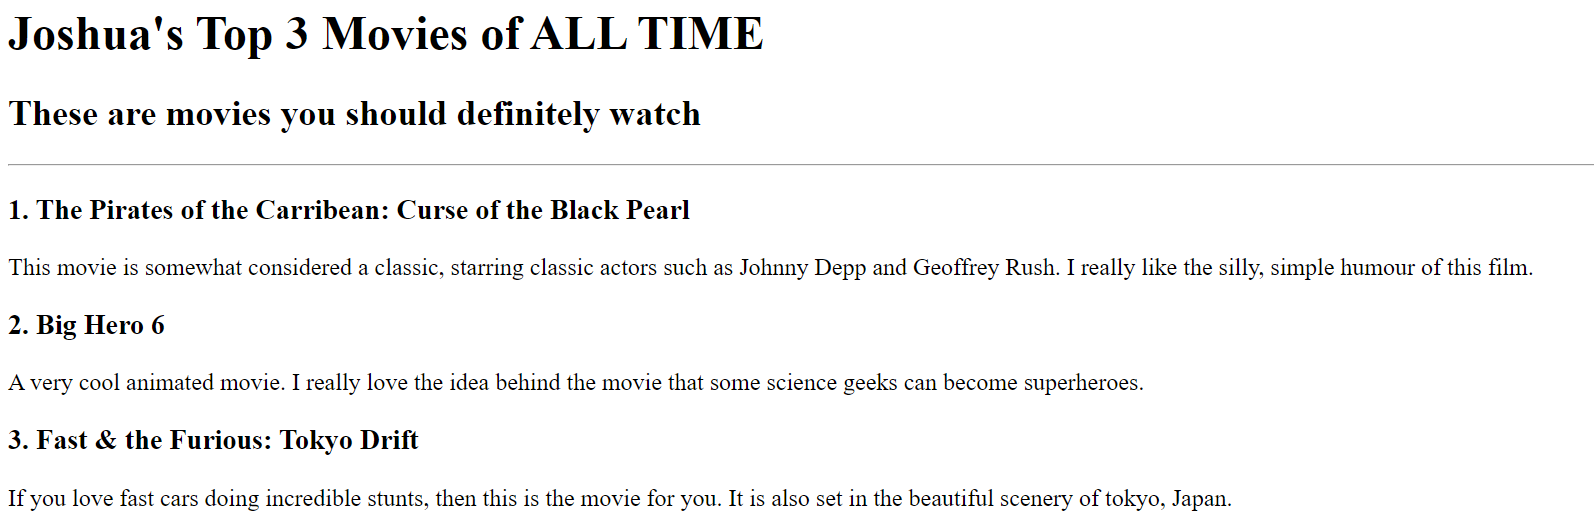 Joshua's Top 3 Movies of ALL TIME
These are movies you should definitely watch
1. The Pirates of the Carribean: Curse of the Black Pearl
This movie is somewhat considered a classic, starring classic actors such as Johnny Depp and Geoffrey Rush. I really like the silly, simple humour of this film.
2. Big Hero 6
A very cool animated movie. I really love the idea behind the movie that some science geeks can become superheroes.
3. Fast & the Furious: Tokyo Drift
If you love fast cars doing incredible stunts, then this is the movie for you. It is also set in the beautiful scenery of tokyo, Japan.